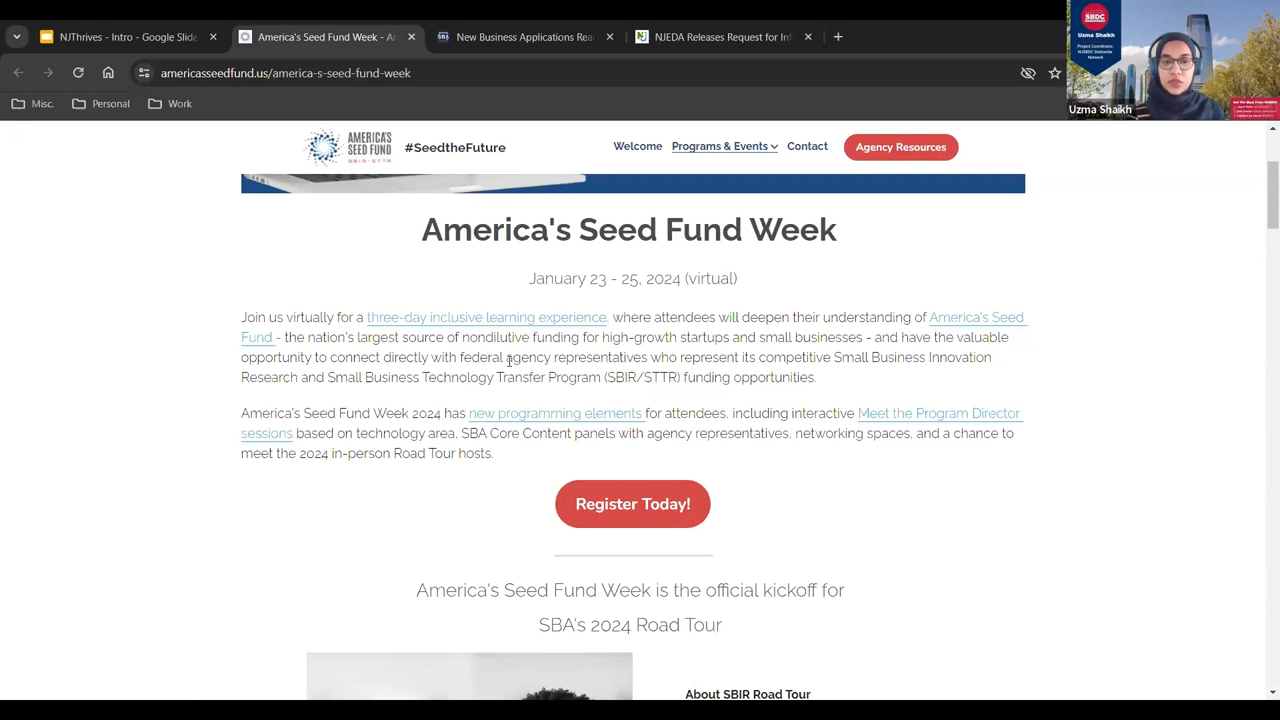 NJThrives - Intro - Google Slide
America's Seed Fund Week
New Business Applications Rea
NJEDA Releases Request for Inf
americasseedfund.us/america-s-seed-fund-week
Misc.
Personal
Work
SBDC
Uzma Shaikh
Project Coordinator,
NJSBDC Statewide
Network
Uzma Shaikh
AMERICA'S
SEED FUND
SBIR·STTR
#SeedtheFuture
Welcome
Programs & Events
Contact
Agency Resources
America's Seed Fund Week
January 23 - 25, 2024 (virtual)
Join us virtually for a three-day inclusive learning experience, where attendees will deepen their understanding of America's Seed
Fund - the nation's largest source of nondilutive funding for high-growth startups and small businesses - and have the valuable
opportunity to connect directly with federal agency representatives who represent its competitive Small Business Innovation
Research and Small Business Technology Transfer Program (SBIR/STTR) funding opportunities.
America's Seed Fund Week 2024 has new programming elements for attendees, including interactive Meet the Program Director
sessions based on technology area, SBA Core Content panels with agency representatives, networking spaces, and a chance to
meet the 2024 in-person Road Tour hosts.
Register Today!
America's Seed Fund Week is the official kickoff for
SBA's 2024 Road Tour
About SBIR Road Tour